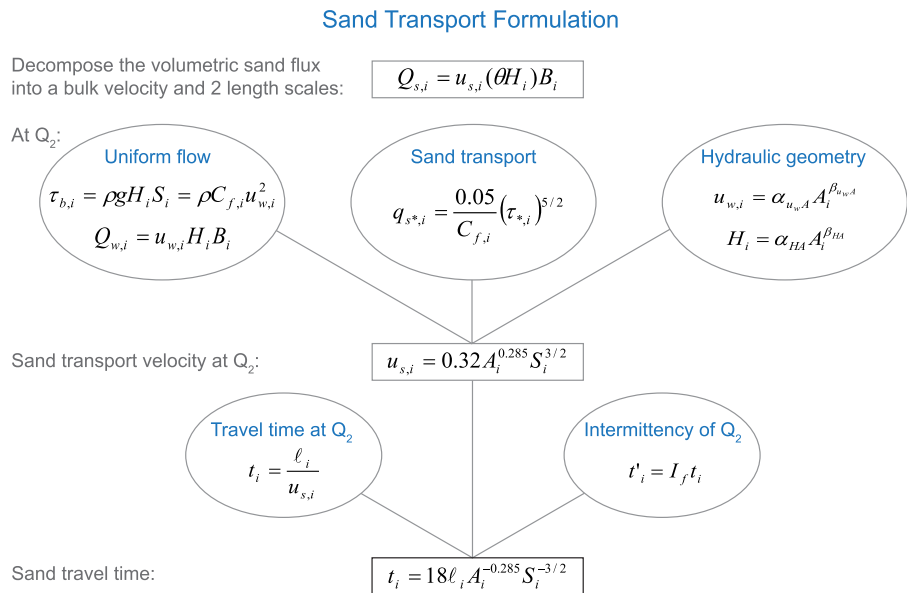 Sand Transport Formulation
Decompose the volumetric sand flux
into a bulk velocity and 2 length scales:
Q_{s,i} = u_{s,i}(θH_i)B_i
At Q_2:
Uniform flow
τ_{b,i} = ρgH_iS_i = ρC_{f,i}u_{w,i}^2
Q_{w,i} = u_{w,i}H_iB_i
Sand transport
q_{s*,i} = \frac{0.05}{C_{f,i}}(τ_{*,i})^{5/2}
Hydraulic geometry
u_{w,i} = α_{u_wA}A_i^{β_{u_wA}}
H_i = α_{HA}A_i^{β_{HA}}
Sand transport velocity at Q_2:
u_{s,i} = 0.32A_i^{0.285}S_i^{3/2}
Travel time at Q_2
t_i = \frac{ℓ_i}{u_{s,i}}
Intermittency of Q_2
t'_i = I_ft_i
Sand travel time:
t_i = 18ℓ_iA_i^{-0.285}S_i^{-3/2}